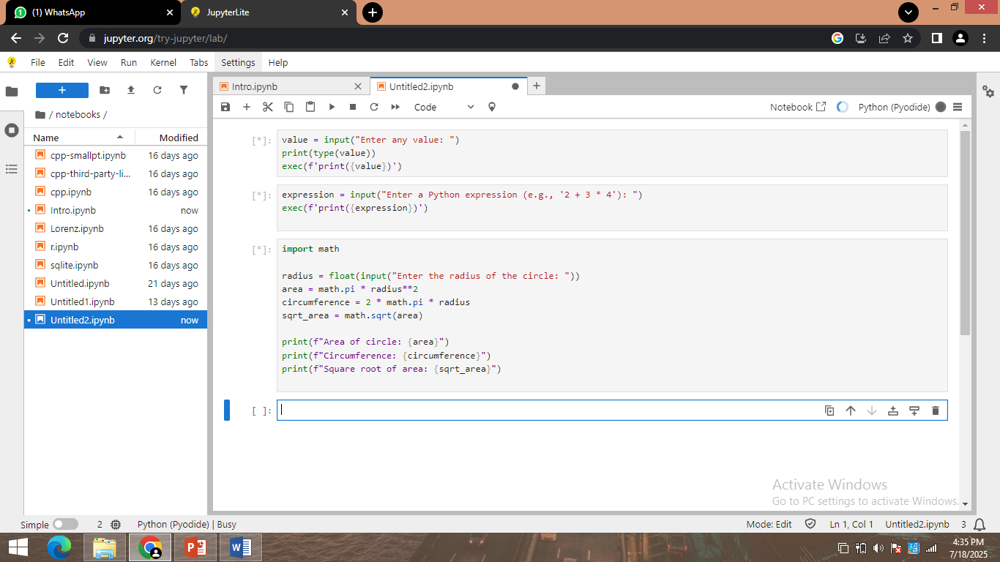 (1) WhatsApp
JupyterLite
jupyter.org/try-jupyter/lab/
File Edit View Run Kernel Tabs Settings Help
Intro.ipynb
Untitled2.ipynb
Code
Notebook
Python (Pyodide)
/ notebooks /
Name Modified
cpp-smallpt.ipynb 16 days ago
cpp-third-party-li... 16 days ago
cpp.ipynb 16 days ago
Intro.ipynb now
Lorenz.ipynb 16 days ago
r.ipynb 16 days ago
sqlite.ipynb 16 days ago
Untitled.ipynb 21 days ago
Untitled1.ipynb 13 days ago
Untitled2.ipynb now
[*]: value = input("Enter any value: ")
print(type(value))
exec(f'print({value})')
[*]: expression = input("Enter a Python expression (e.g., '2 + 3 * 4'): ")
exec(f'print({expression})')
[*]: import math
radius = float(input("Enter the radius of the circle: "))
area = math.pi * radius**2
circumference = 2 * math.pi * radius
sqrt_area = math.sqrt(area)
print(f"Area of circle: {area}")
print(f"Circumference: {circumference}")
print(f"Square root of area: {sqrt_area}")
[ ]:
Activate Windows
Go to PC settings to activate Windows.
Simple 2 Python (Pyodide) | Busy
Mode: Edit Ln 1, Col 1 Untitled2.ipynb 3
4:35 PM
7/18/2025